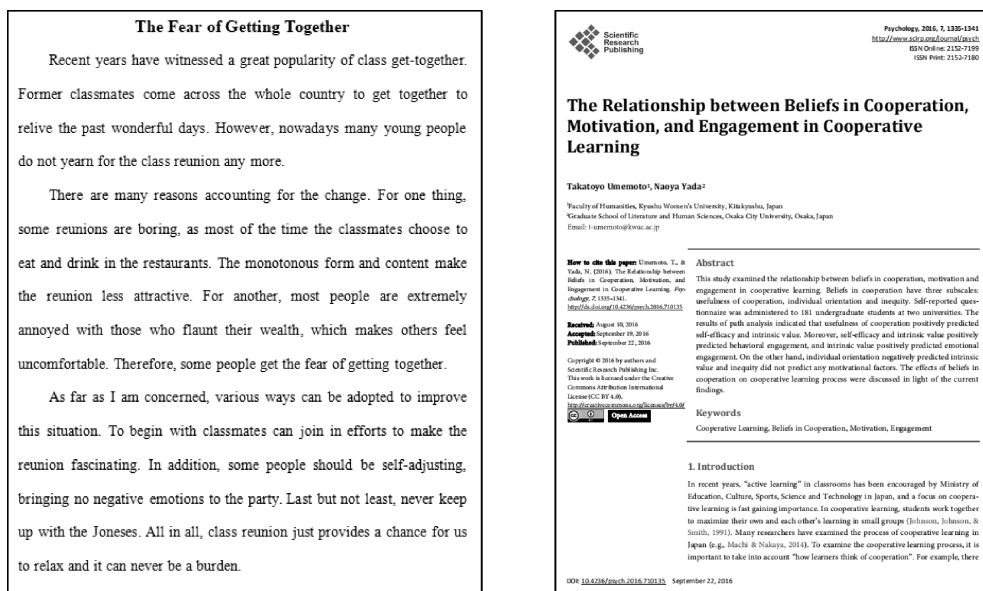 The Fear of Getting Together
Recent years have witnessed a great popularity of class get-together.
Former classmates come across the whole country to get together to
relive the past wonderful days. However, nowadays many young people
do not yearn for the class reunion any more.
There are many reasons accounting for the change. For one thing,
some reunions are boring, as most of the time the classmates choose to
eat and drink in the restaurants. The monotonous form and content make
the reunion less attractive. For another, most people are extremely
annoyed with those who flaunt their wealth, which makes others feel
uncomfortable. Therefore, some people get the fear of getting together.
As far as I am concerned, various ways can be adopted to improve
this situation. To begin with classmates can join in efforts to make the
reunion fascinating. In addition, some people should be self-adjusting,
bringing no negative emotions to the party. Last but not least, never keep
up with the Joneses. All in all, class reunion just provides a chance for us
to relax and it can never be a burden.
Scientific
Research
Publishing
Psychology, 2016, 7, 1335-1341
http://www.scirp.org/journal/psych
ISSN Online: 2152-7199
ISSN Print: 2152-7180
The Relationship between Beliefs in Cooperation,
Motivation, and Engagement in Cooperative
Learning
Takatoyo Umemoto¹, Naoya Yada²
¹Faculty of Humanities, Kyushu Women's University, Kitakyushu, Japan
²Graduate School of Literature and Human Sciences, Osaka City University, Osaka, Japan
Email: t-umemoto@kwuc.ac.jp
How to cite this paper: Umemoto, T., &
Yada, N. (2016). The Relationship between
Beliefs in Cooperation, Motivation, and
Engagement in Cooperative Learning. Psy-
chology, 7, 1335-1341.
http://dx.doi.org/10.4236/psych.2016.710135
Received: August 10, 2016
Accepted: September 19, 2016
Published: September 22, 2016
Copyright © 2016 by authors and
Scientific Research Publishing Inc.
This work is licensed under the Creative
Commons Attribution International
License (CC BY 4.0).
http://creativecommons.org/licenses/by/4.0/
Open Access
Abstract
This study examined the relationship between beliefs in cooperation, motivation and
engagement in cooperative learning. Beliefs in cooperation have three subscales:
usefulness of cooperation, individual orientation and inequity. Self-reported ques-
tionnaire was administered to 181 undergraduate students at two universities. The
results of path analysis indicated that usefulness of cooperation positively predicted
self-efficacy and intrinsic value. Moreover, self-efficacy and intrinsic value positively
predicted behavioral engagement, and intrinsic value positively predicted emotional
engagement. On the other hand, individual orientation negatively predicted intrinsic
value and inequity did not predict any motivational factors. The effects of beliefs in
cooperation on cooperative learning process were discussed in light of the current
findings.
Keywords
Cooperative Learning, Beliefs in Cooperation, Motivation, Engagement
1. Introduction
In recent years, "active learning" in classrooms has been encouraged by Ministry of
Education, Culture, Sports, Science and Technology in Japan, and a focus on coopera-
tive learning is fast gaining importance. In cooperative learning, students work together
to maximize their own and each other's learning in small groups (Johnson, Johnson, &
Smith, 1991). Many researchers have examined the process of cooperative learning in
Japan (e.g., Machi & Nakaya, 2014). To examine the cooperative learning process, it is
important to take into account "how learners think of cooperation". For example, there
DOI: 10.4236/psych.2016.710135 September 22, 2016